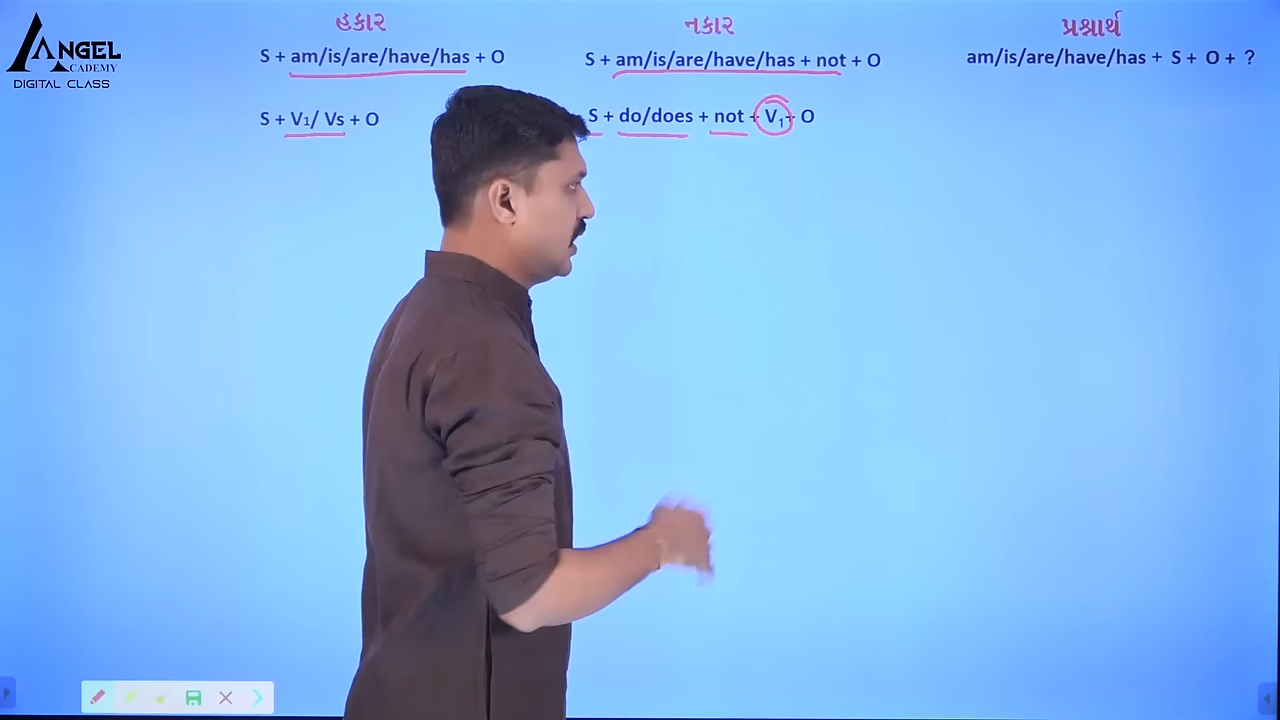 ANGEL
ACADEMY
DIGITAL CLASS
હકાર
S + am/is/are/have/has + O
S + V1/ Vs + O
નકાર
S + am/is/are/have/has + not + O
S + do/does + not + V1 + O
પ્રશ્નાર્થ
am/is/are/have/has + S + O + ?